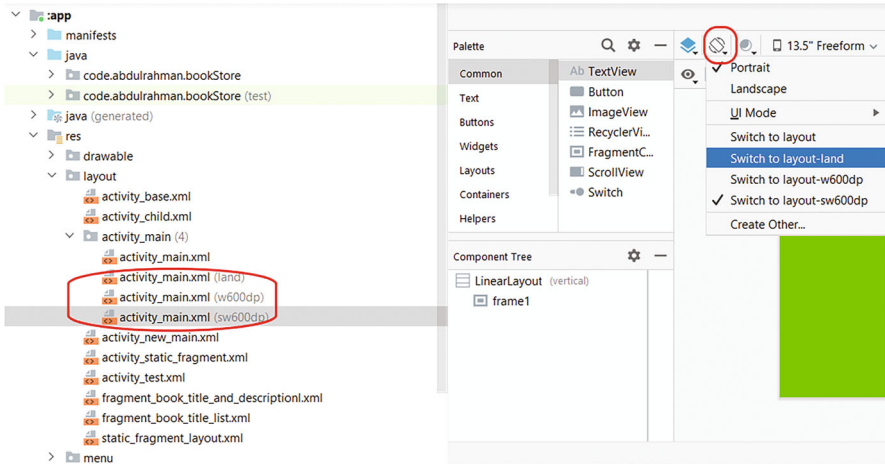 :app
manifests
java
code.abdulrahman.bookStore
code.abdulrahman.bookStore (test)
java (generated)
res
drawable
layout
activity_base.xml
activity_child.xml
activity_main (4)
activity_main.xml
activity_main.xml (land)
activity_main.xml (w600dp)
activity_main.xml (sw600dp)
activity_new_main.xml
activity_static_fragment.xml
activity_test.xml
fragment_book_title_and_descriptionl.xml
fragment_book_title_list.xml
static_fragment_layout.xml
menu
Palette
Common
Text
Buttons
Widgets
Layouts
Containers
Helpers
Ab TextView
Button
ImageView
RecyclerVi...
FragmentC...
ScrollView
Switch
Component Tree
LinearLayout (vertical)
frame1
13.5" Freeform
Portrait
Landscape
UI Mode
Switch to layout
Switch to layout-land
Switch to layout-w600dp
Switch to layout-sw600dp
Create Other...